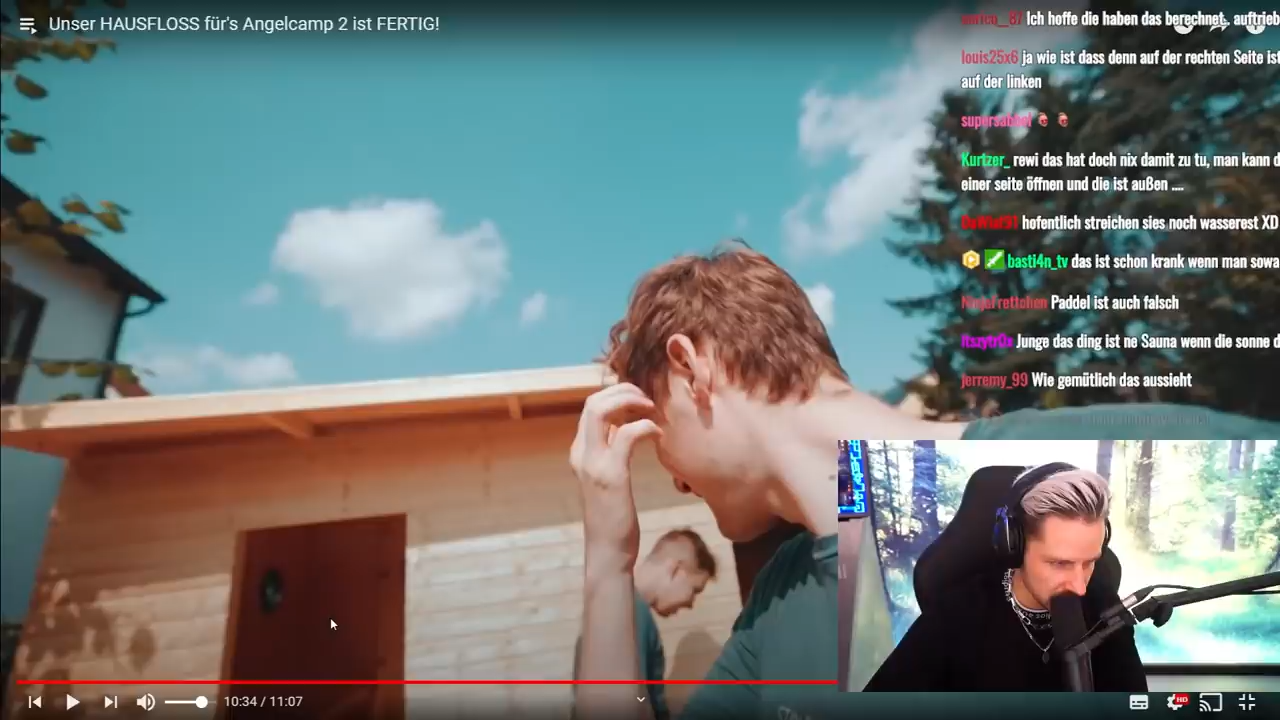 Unser HAUSFLOSS für's Angelcamp 2 ist FERTIG!
Ich hoffe die haben das berechnet.. auftrieb
louis25x6 ja wie ist dass denn auf der rechten Seite ist
auf der linken
Kurtzer_ rewi das hat doch nix damit zu tu, man kann d
einer seite öffnen und die ist außen ....
hofentlich streichen sies noch wasserest XD
basti4n_tv das ist schon krank wenn man sowa
Paddel ist auch falsch
Junge das ding ist ne Sauna wenn die sonne d
jerremy_99 Wie gemütlich das aussieht
10:34 / 11:07
HD